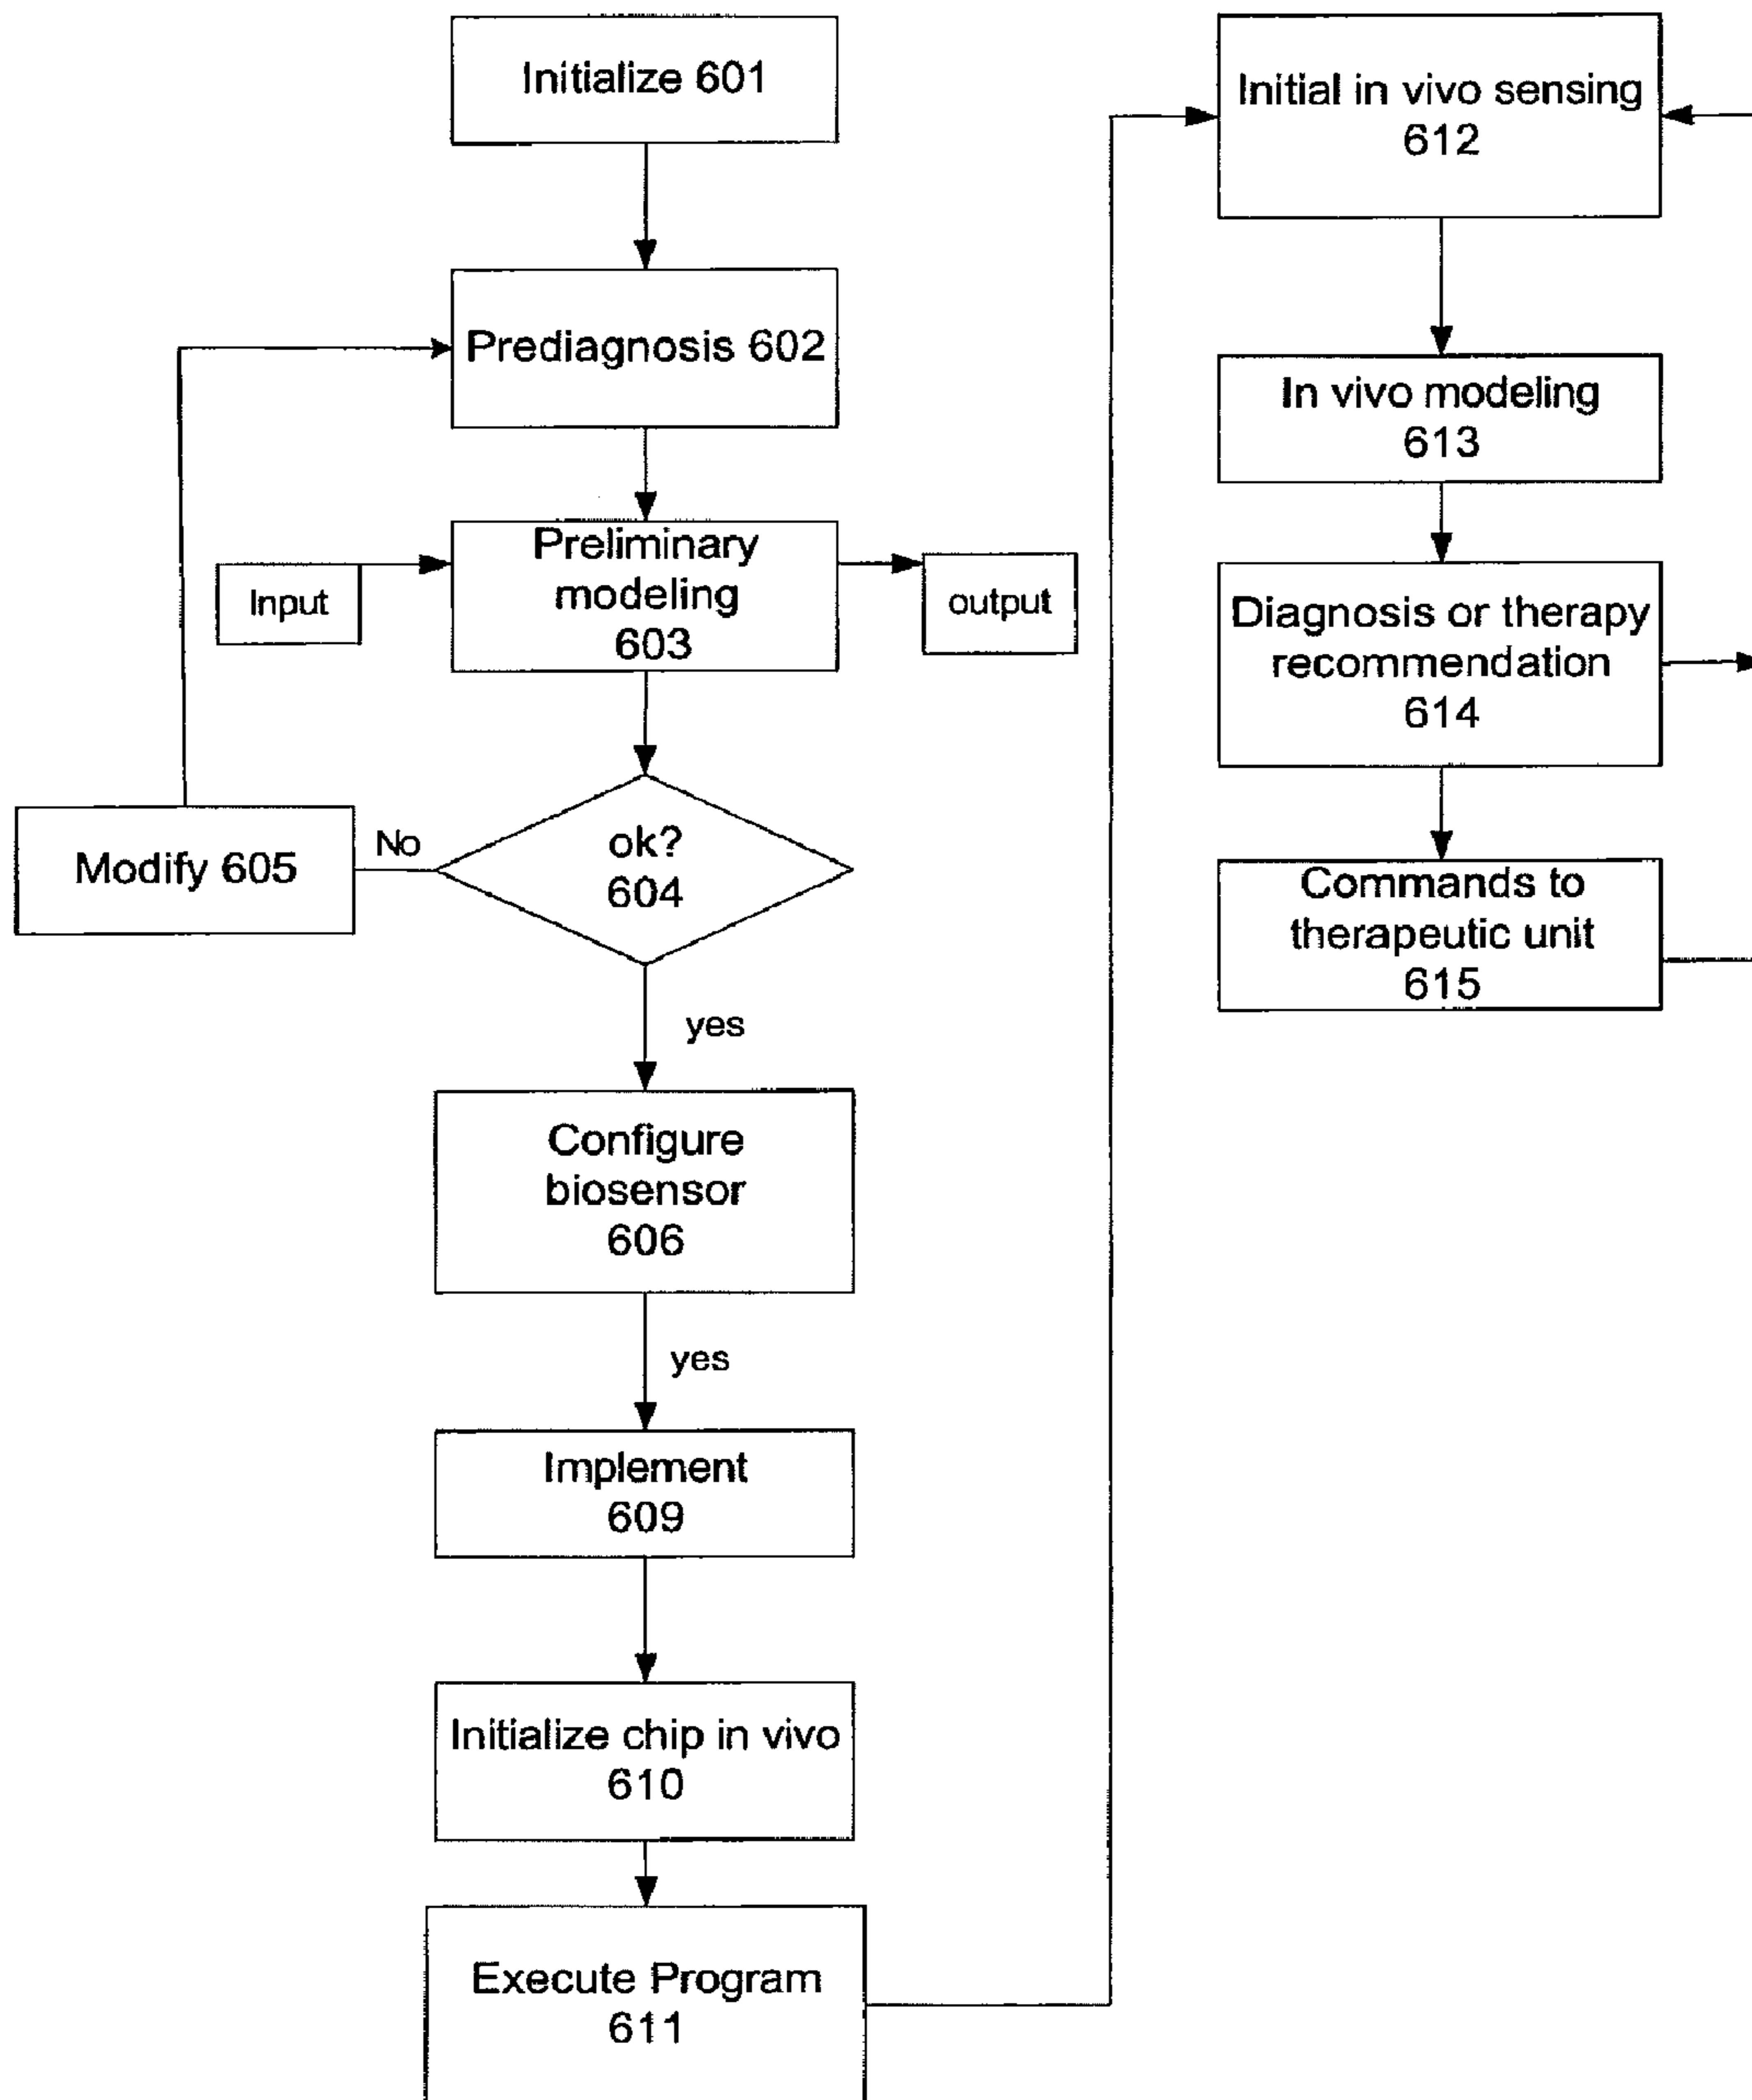 Initialize 601
Prediagnosis 602
Input
Preliminary
modeling
603
output
Modify 605
No
ok?
604
yes
Configure
biosensor
606
yes
Implement
609
Initialize chip in vivo
610
Execute Program
611
Initial in vivo sensing
612
In vivo modeling
613
Diagnosis or therapy
recommendation
614
Commands to
therapeutic unit
615